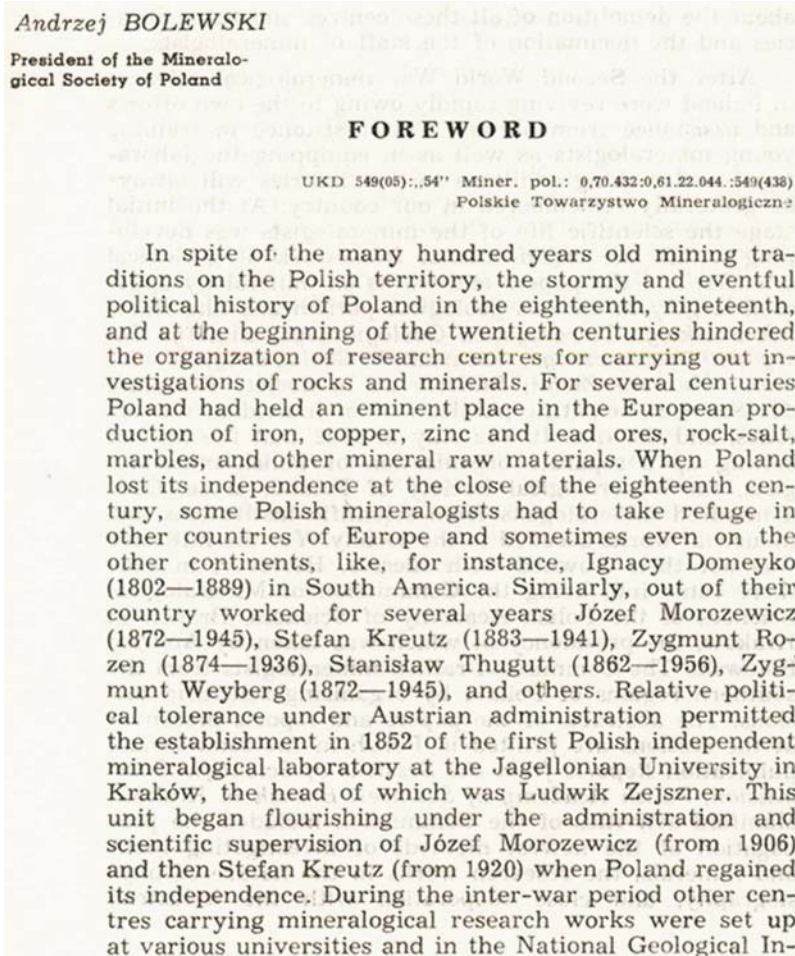 Andrzej BOLEWSKI
President of the Mineralo-
gical Society of Poland
FOREWORD
UKD 549(05):„54" Miner. pol.: 0,70.432:0,61.22.044.:549(438)
Polskie Towarzystwo Mineralogiczne
In spite of the many hundred years old mining tra-
ditions on the Polish territory, the stormy and eventful
political history of Poland in the eighteenth, nineteenth,
and at the beginning of the twentieth centuries hindered
the organization of research centres for carrying out in-
vestigations of rocks and minerals. For several centuries
Poland had held an eminent place in the European pro-
duction of iron, copper, zinc and lead ores, rock-salt,
marbles, and other mineral raw materials. When Poland
lost its independence at the close of the eighteenth cen-
tury, some Polish mineralogists had to take refuge in
other countries of Europe and sometimes even on the
other continents, like, for instance, Ignacy Domeyko
(1802—1889) in South America. Similarly, out of their
country worked for several years Józef Morozewicz
(1872—1945), Stefan Kreutz (1883—1941), Zygmunt Ro-
zen (1874—1936), Stanisław Thugutt (1862—1956), Zyg-
munt Weyberg (1872—1945), and others. Relative politi-
cal tolerance under Austrian administration permitted
the establishment in 1852 of the first Polish independent
mineralogical laboratory at the Jagellonian University in
Kraków, the head of which was Ludwik Zejszner. This
unit began flourishing under the administration and
scientific supervision of Józef Morozewicz (from 1906)
and then Stefan Kreutz (from 1920) when Poland regained
its independence. During the inter-war period other cen-
tres carrying mineralogical research works were set up
at various universities and in the National Geological In-